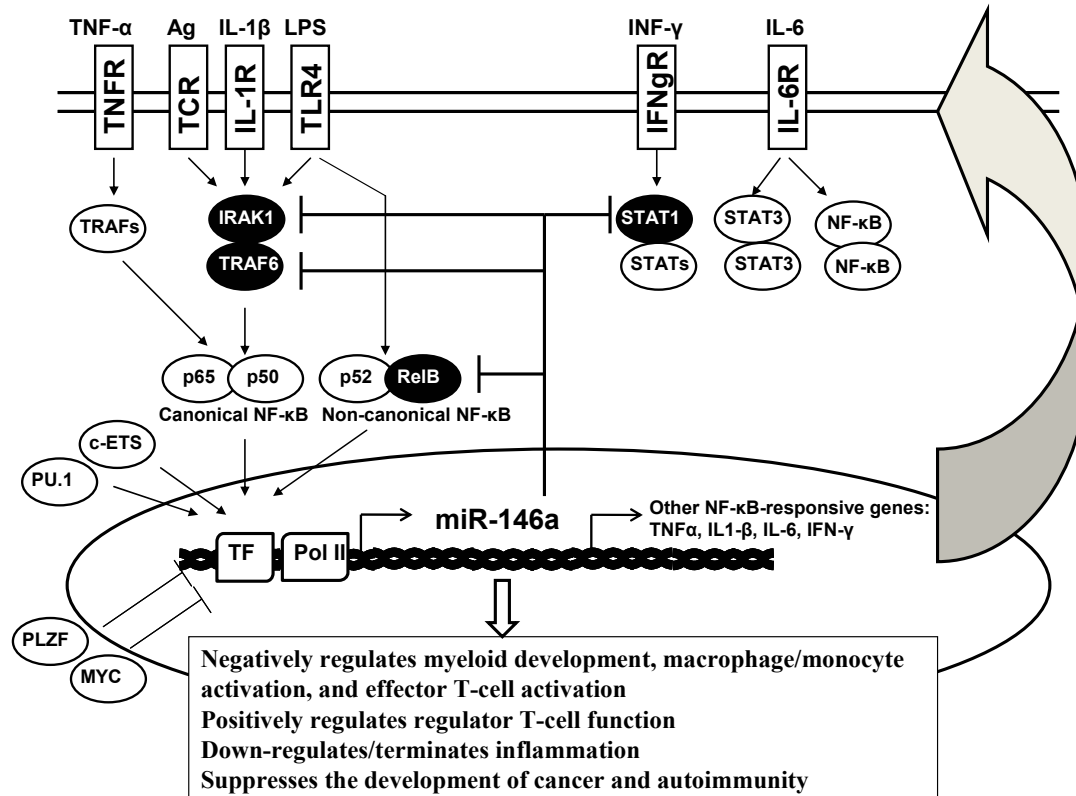 TNF-α Ag IL-1β LPS INF-γ IL-6
TNFR TCR IL-1R TLR4 IFNgR IL-6R
TRAFs IRAK1 STAT1 STAT3 NF-κB
TRAF6 STATs STAT3 NF-κB
p65 p50 p52 RelB
Canonical NF-κB Non-canonical NF-κB
c-ETS
PU.1
miR-146a
Other NF-κB-responsive genes:
TNFα, IL1-β, IL-6, IFN-γ
TF Pol II
PLZF
MYC
Negatively regulates myeloid development, macrophage/monocyte
activation, and effector T-cell activation
Positively regulates regulator T-cell function
Down-regulates/terminates inflammation
Suppresses the development of cancer and autoimmunity